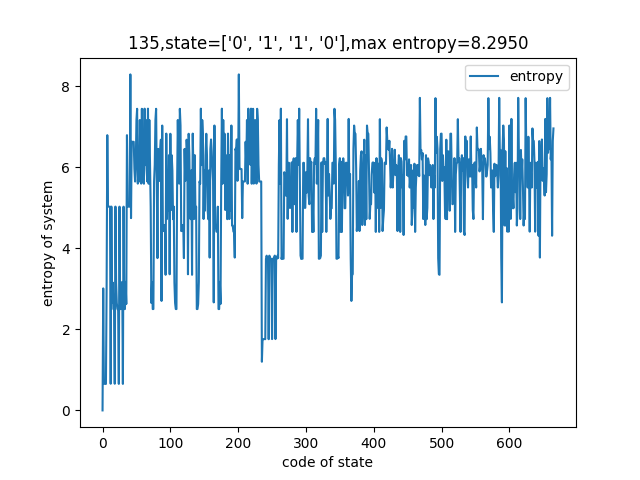 135,state=['0', '1', '1', '0'],max entropy=8.2950
entropy
8
6
4
2
0
entropy of system
0 100 200 300 400 500 600
code of state